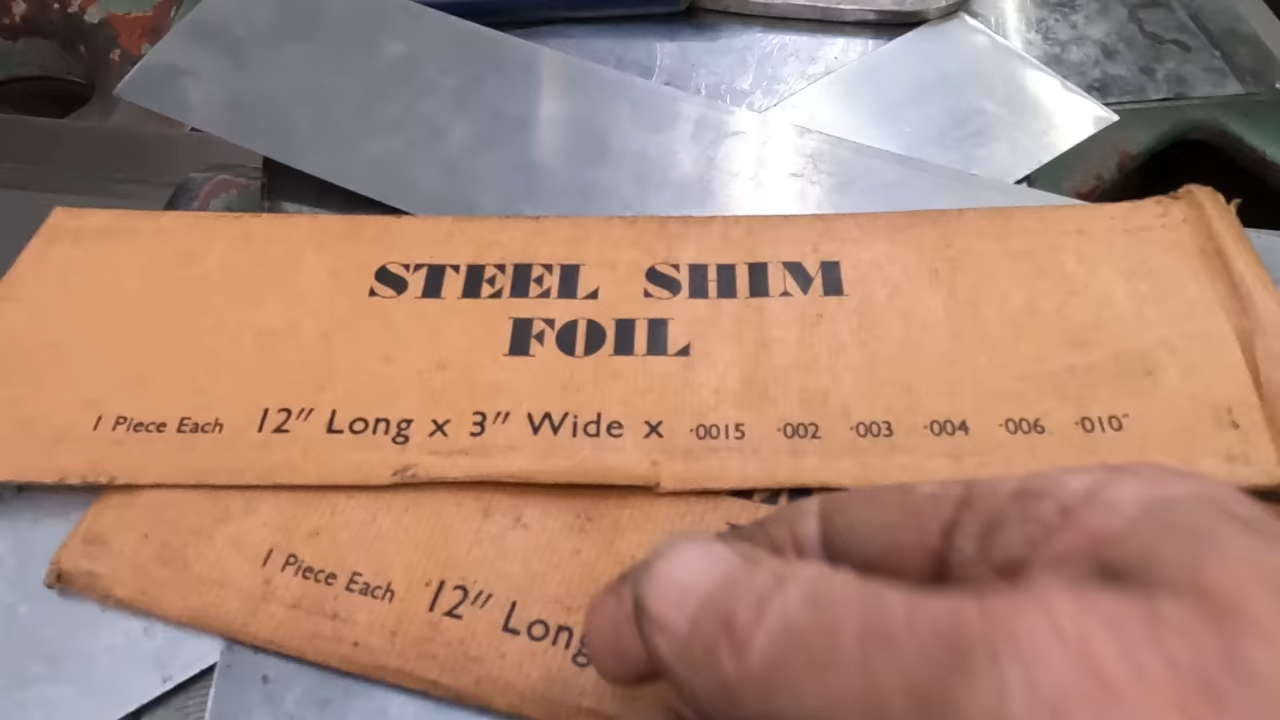 STEEL SHIM
FOIL
1 Piece Each 12" Long x 3" Wide x ·0015 ·002 ·003 ·004 ·006 ·010"
1 Piece Each 12" Long